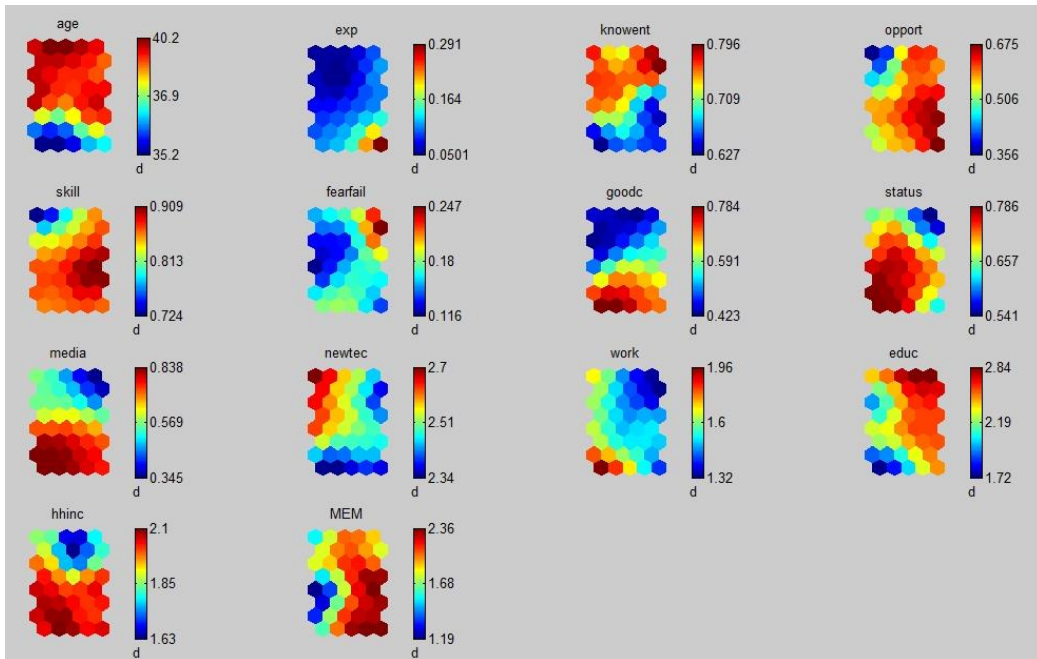 age
40.2
36.9
35.2
d
exp
0.291
0.164
0.0501
d
knowent
0.796
0.709
0.627
d
opport
0.675
0.506
0.356
d
skill
0.909
0.813
0.724
d
fearfail
0.247
0.18
0.116
d
goodc
0.784
0.591
0.423
d
status
0.786
0.657
0.541
d
media
0.838
0.569
0.345
d
newtec
2.7
2.51
2.34
d
work
1.96
1.6
1.32
d
educ
2.84
2.19
1.72
d
hhinc
2.1
1.85
1.63
d
MEM
2.36
1.68
1.19
d